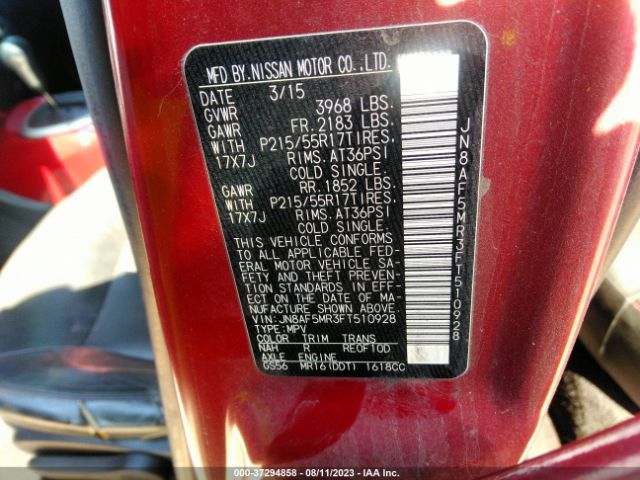 MFD BY.NISSAN MOTOR CO.,LTD.
DATE 3/15
GVWR 3968 LBS.
GAWR FR. 2183 LBS.
WITH P215/55R17TIRES.
17X7J RIMS. AT36PSI
COLD SINGLE.
GAWR RR. 1852 LBS.
WITH P215/55R17TIRES.
17X7J RIMS. AT36PSI
COLD SINGLE.
THIS VEHICLE CONFORMS
TO ALL APPLICABLE FED-
ERAL MOTOR VEHICLE SA-
FETY AND THEFT PREVEN-
TION STANDARDS IN EFF-
ECT ON THE DATE OF MA-
NUFACTURE SHOWN ABOVE.
VIN: JN8AF5MR3FT510928
TYPE:MPV
COLOR TRIM TRANS
NAH R RE0F10D
AXLE ENGINE
GS56 MR16(DDT) 1618CC
JN8AF5MR3FT510928
000-37294858 - 08/11/2023 - IAA Inc.